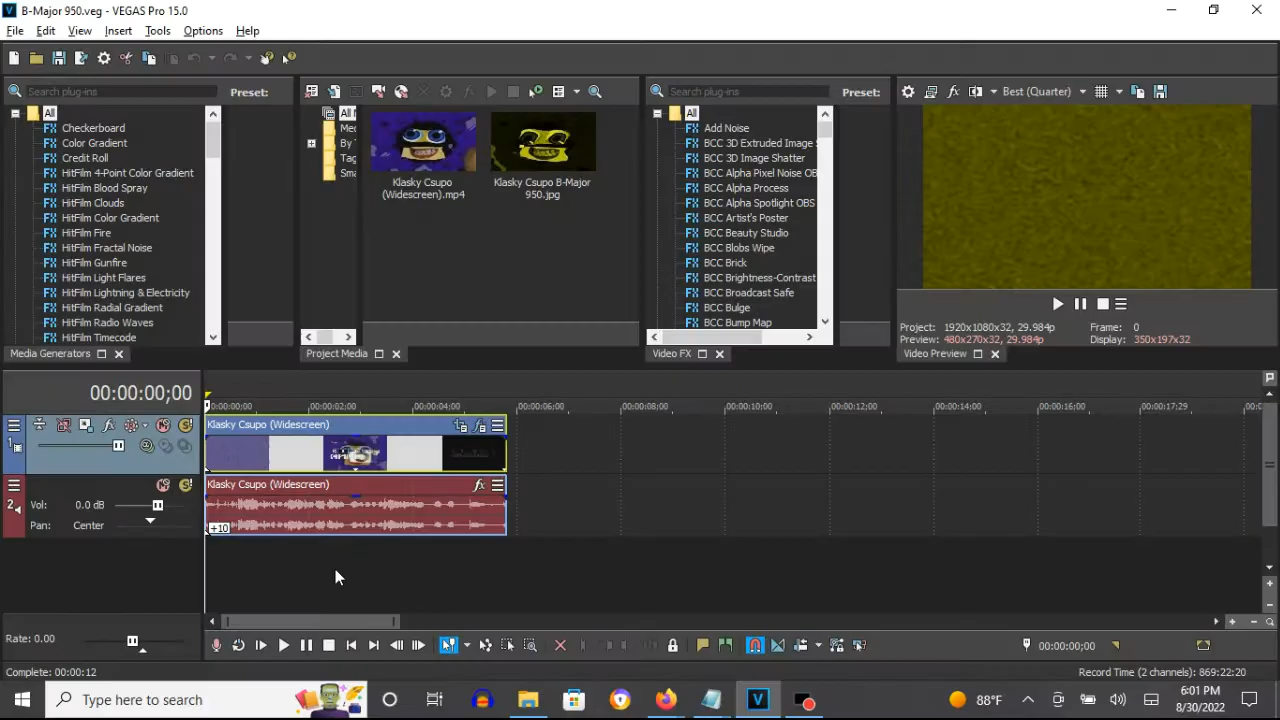 B-Major 950.veg - VEGAS Pro 15.0
File Edit View Insert Tools Options Help
Search plug-ins
Preset:
All
Checkerboard
Color Gradient
Credit Roll
HitFilm 4-Point Color Gradient
HitFilm Blood Spray
HitFilm Clouds
HitFilm Color Gradient
HitFilm Fire
HitFilm Fractal Noise
HitFilm Gunfire
HitFilm Light Flares
HitFilm Lightning & Electricity
HitFilm Radial Gradient
HitFilm Radio Waves
HitFilm Timecode
Media Generators
All
Med
By
Tag
Sma
Klasky Csupo
(Widescreen).mp4
Klasky Csupo B-Major
950.jpg
Project Media
Search plug-ins
Preset:
All
Add Noise
BCC 3D Extruded Image S
BCC 3D Image Shatter
BCC Alpha Pixel Noise OB
BCC Alpha Process
BCC Alpha Spotlight OBS
BCC Artist's Poster
BCC Beauty Studio
BCC Blobs Wipe
BCC Brick
BCC Brightness-Contrast
BCC Broadcast Safe
BCC Bulge
BCC Bump Map
Video FX
Best (Quarter)
Project: 1920x1080x32, 29.984p
Frame: 0
Preview: 480x270x32, 29.984p
Display: 350x197x32
Video Preview
00:00:00;00
0:00:00;00 00:00:02;00 00:00:04;00 00:00:06;00 00:00:08;00 00:00:10;00 00:00:12;00 00:00:14;00 00:00:16;00 00:00:17;29 00:0
1
Klasky Csupo (Widescreen)
2
Vol: 0.0 dB
Pan: Center
Klasky Csupo (Widescreen)
+10
Rate: 0.00
00:00:00;00
Complete: 00:00:12
Record Time (2 channels): 869:22:20
Type here to search
88°F
6:01 PM
8/30/2022